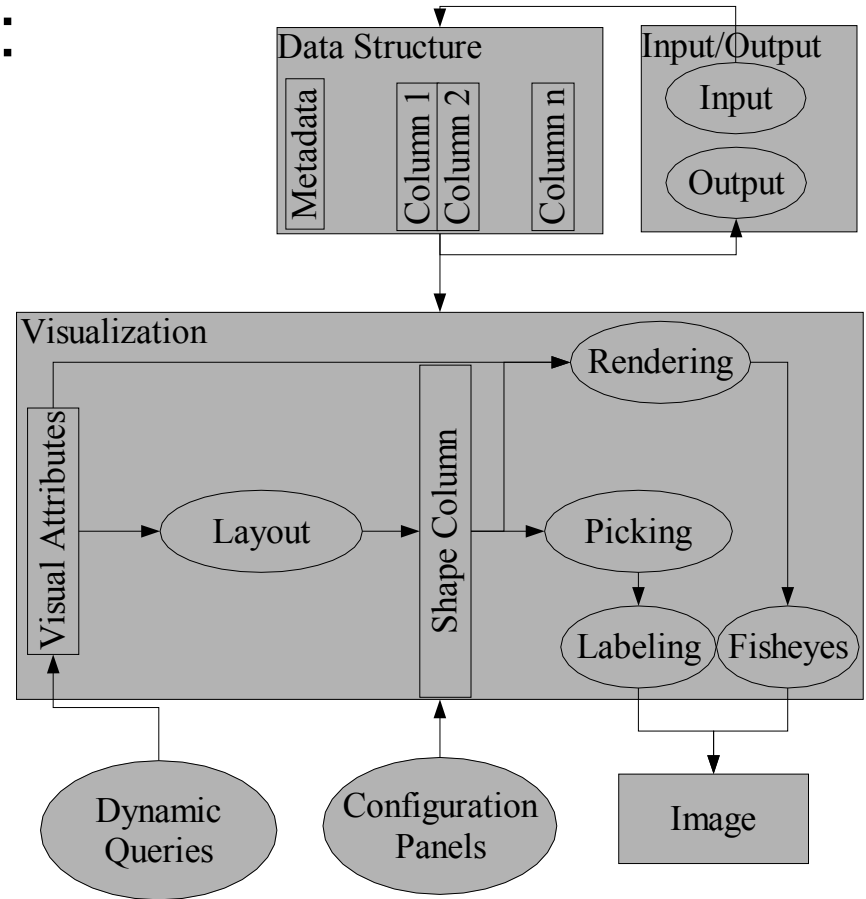 :
Data Structure
Metadata
Column 1
Column 2
Column n
Input/Output
Input
Output
Visualization
Visual Attributes
Layout
Shape Column
Rendering
Picking
Labeling
Fisheyes
Dynamic
Queries
Configuration
Panels
Image